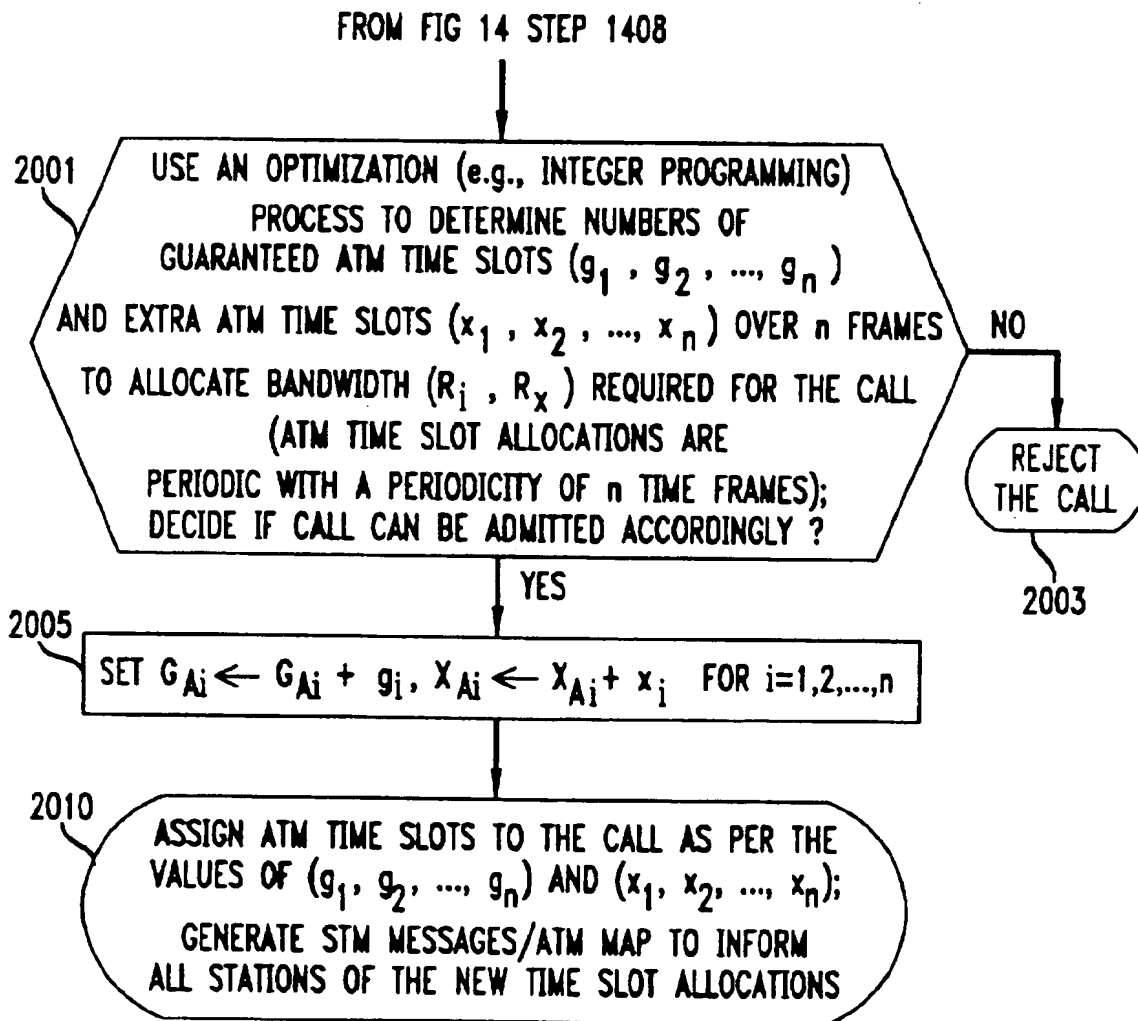 FROM FIG 14 STEP 1408
2001
USE AN OPTIMIZATION (e.g., INTEGER PROGRAMMING)
PROCESS TO DETERMINE NUMBERS OF
GUARANTEED ATM TIME SLOTS (g1 , g2 , ..., gn)
AND EXTRA ATM TIME SLOTS (x1 , x2 , ..., xn) OVER n FRAMES
TO ALLOCATE BANDWIDTH (Ri , Rx) REQUIRED FOR THE CALL
(ATM TIME SLOT ALLOCATIONS ARE
PERIODIC WITH A PERIODICITY OF n TIME FRAMES);
DECIDE IF CALL CAN BE ADMITTED ACCORDINGLY ?
NO
REJECT
THE CALL
2003
YES
2005
SET GAi ← GAi + gi, XAi ← XAi + xi FOR i=1,2,...,n
2010
ASSIGN ATM TIME SLOTS TO THE CALL AS PER THE
VALUES OF (g1, g2, ..., gn) AND (x1, x2, ..., xn);
GENERATE STM MESSAGES/ATM MAP TO INFORM
ALL STATIONS OF THE NEW TIME SLOT ALLOCATIONS